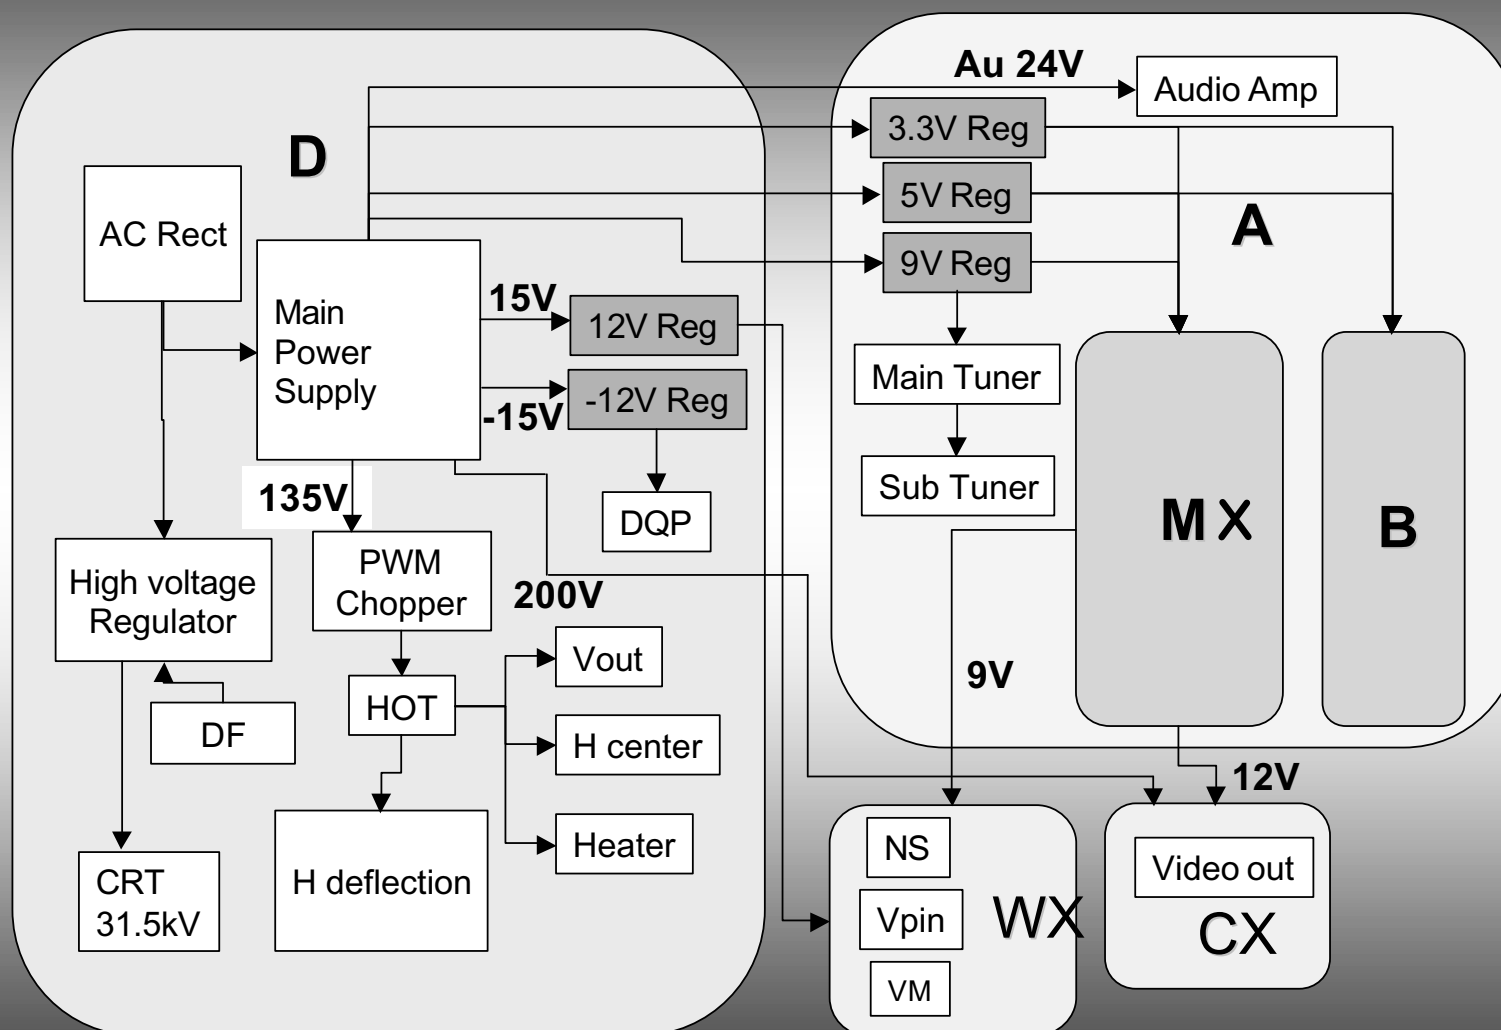 Au 24V
Audio Amp
D
3.3V Reg
5V Reg
A
AC Rect
9V Reg
15V
Main
Power
Supply
12V Reg
-15V
-12V Reg
Main Tuner
Sub Tuner
135V
DQP
MX
B
PWM
Chopper
High voltage
Regulator
200V
Vout
9V
HOT
DF
H center
12V
Heater
NS
Video out
CRT
31.5kV
H deflection
Vpin
WX
CX
VM